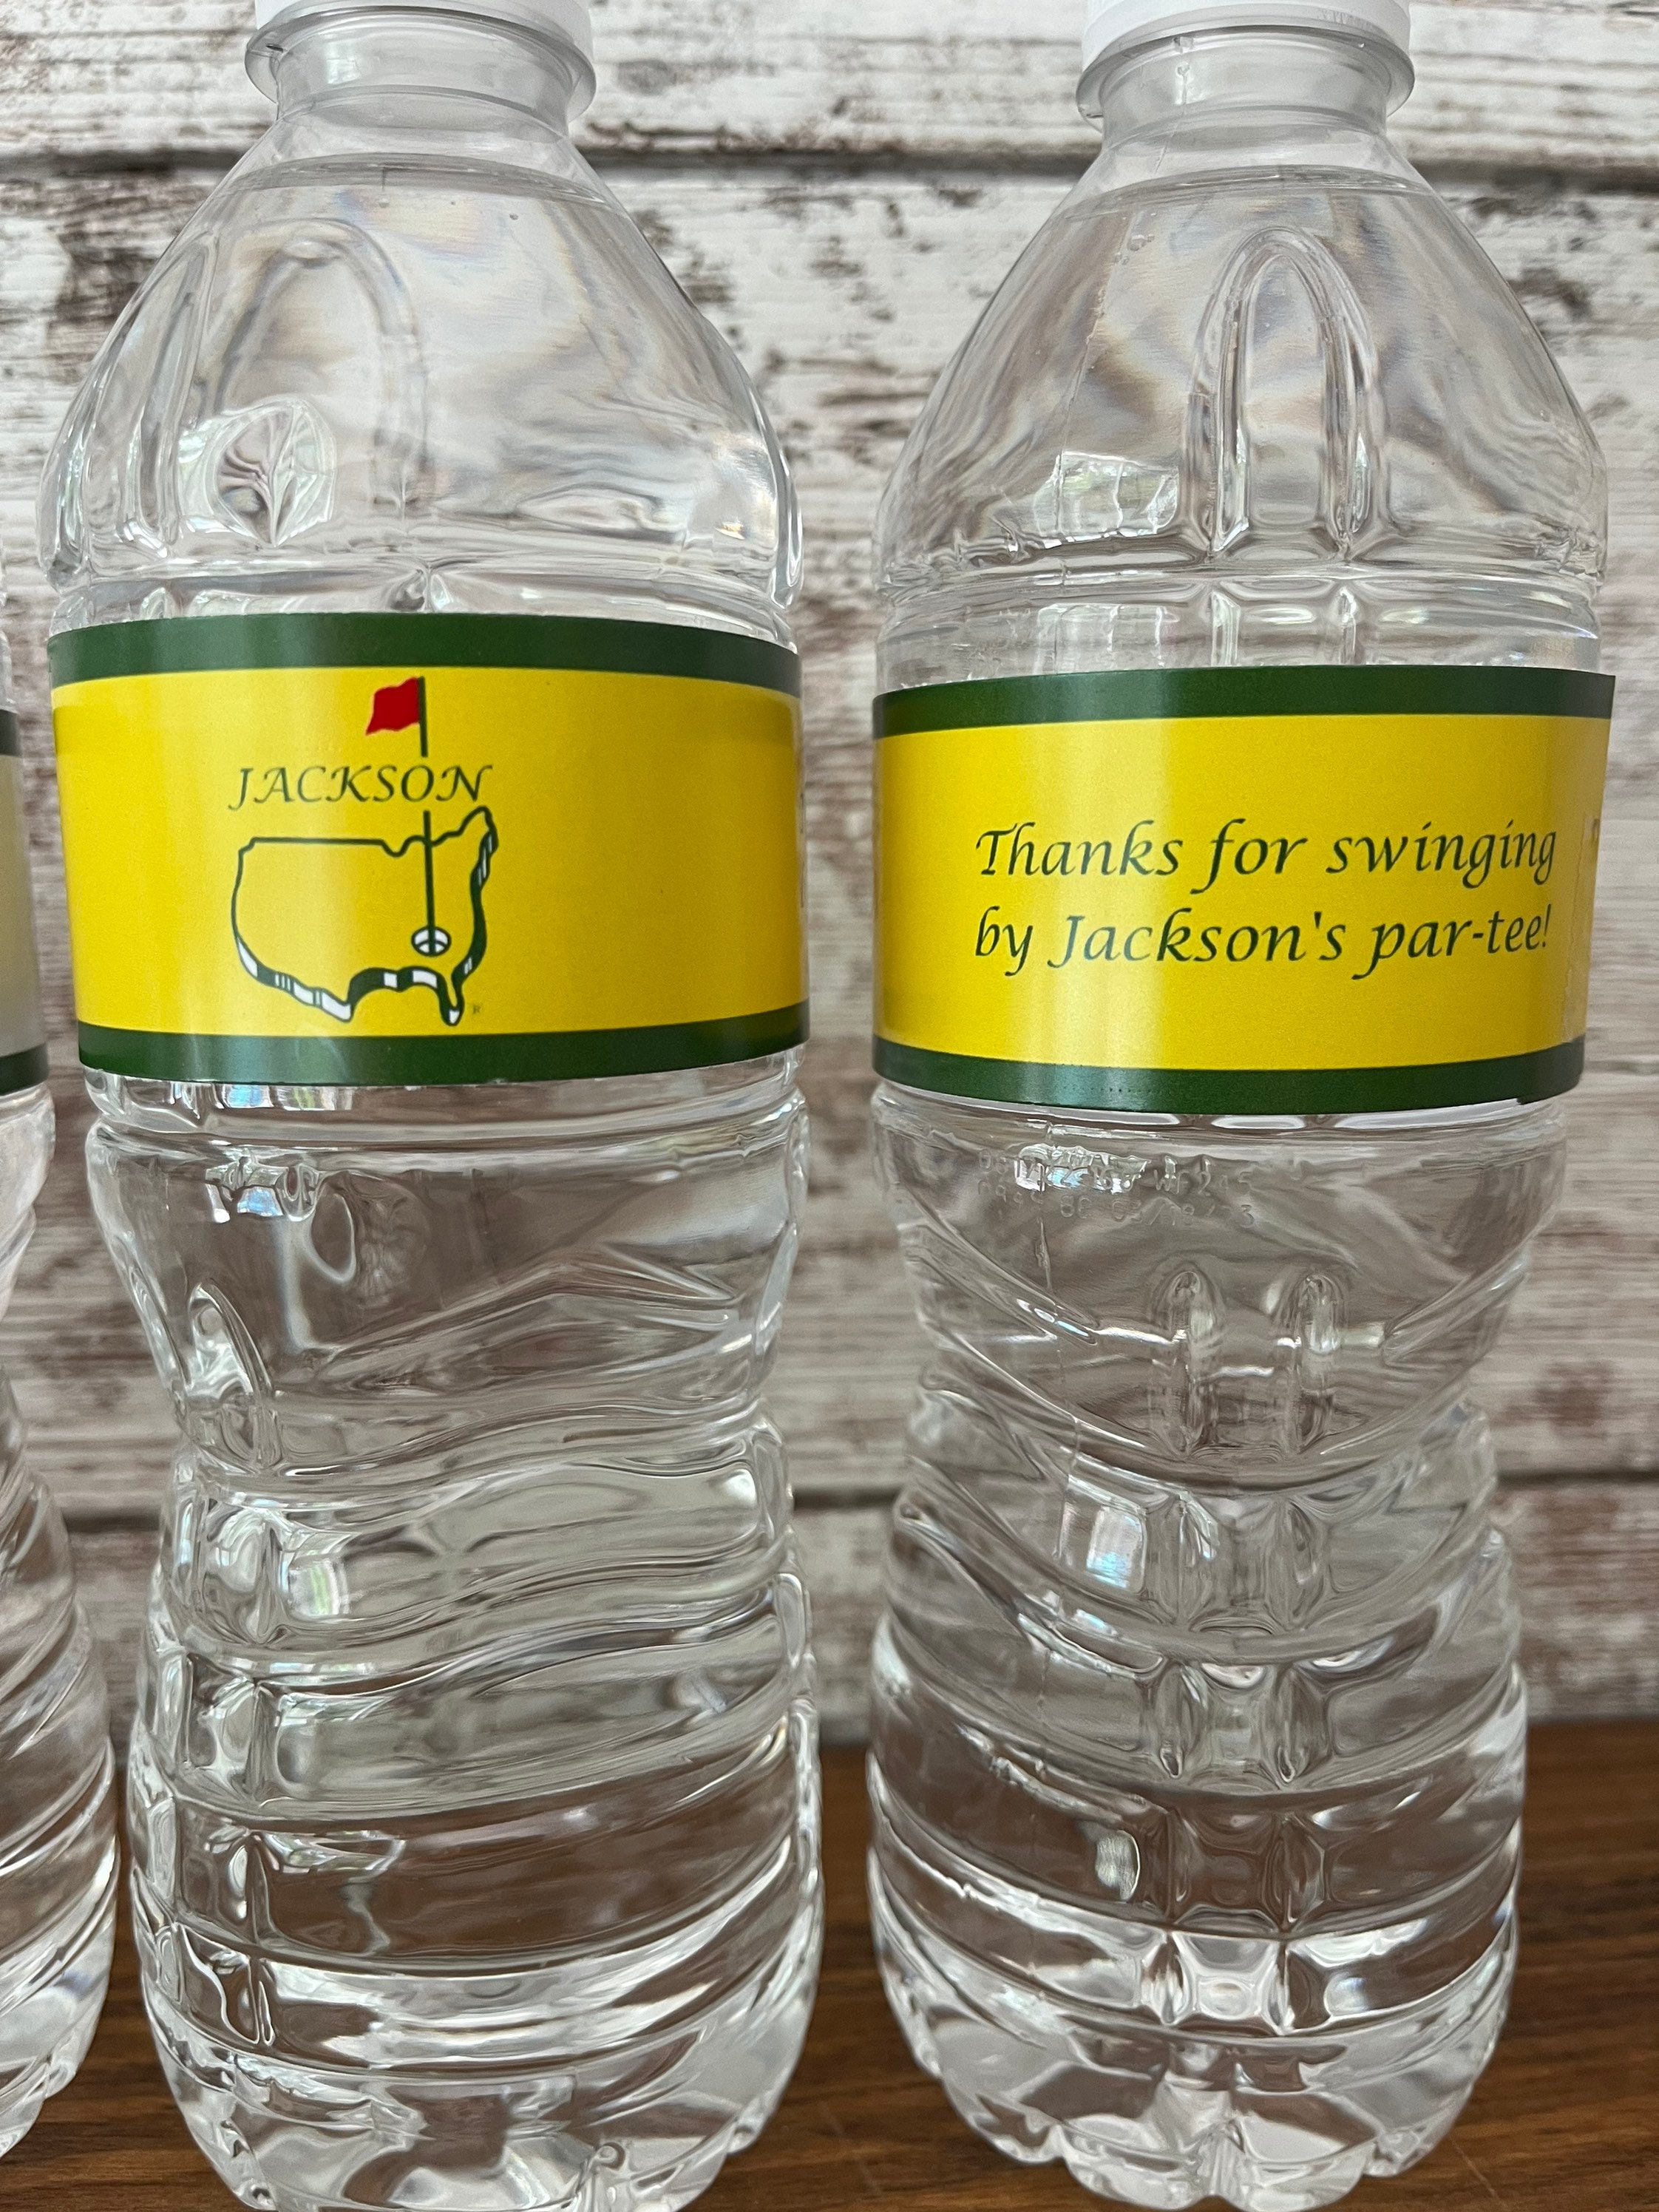 JACKSON
®
Thanks for swinging
by Jackson's par-tee!